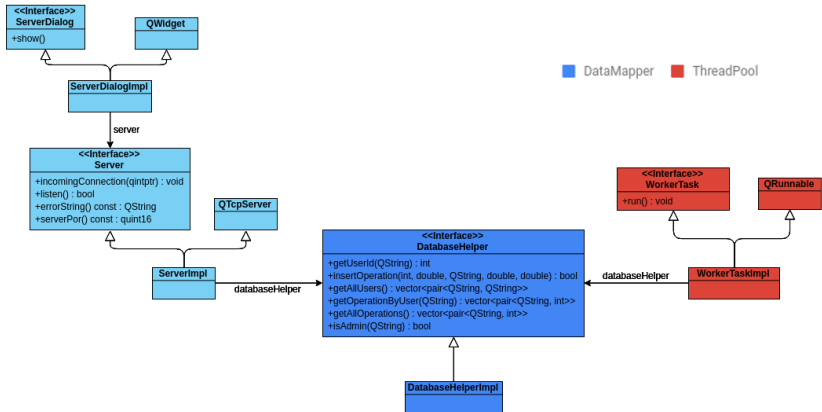 <<Interface>>
ServerDialog
+show()
QWidget
DataMapper
ThreadPool
ServerDialogImpl
server
<<Interface>>
Server
+incomingConnection(qintptr) : void
+listen() : bool
+errorString() const : QString
+serverPor() const : quint16
QTcpServer
<<Interface>>
WorkerTask
+run() : void
QRunnable
<<Interface>>
DatabaseHelper
+getUserId(QString) : int
+insertOperation(int, double, QString, double, double) : bool
+getAllUsers() : vector<pair<QString, QString>>
+getOperationByUser(QString) : vector<pair<QString, int>>
+getAllOperations() : vector<pair<QString, int>>
+isAdmin(QString) : bool
ServerImpl
databaseHelper
databaseHelper
WorkerTaskImpl
DatabaseHelperImpl